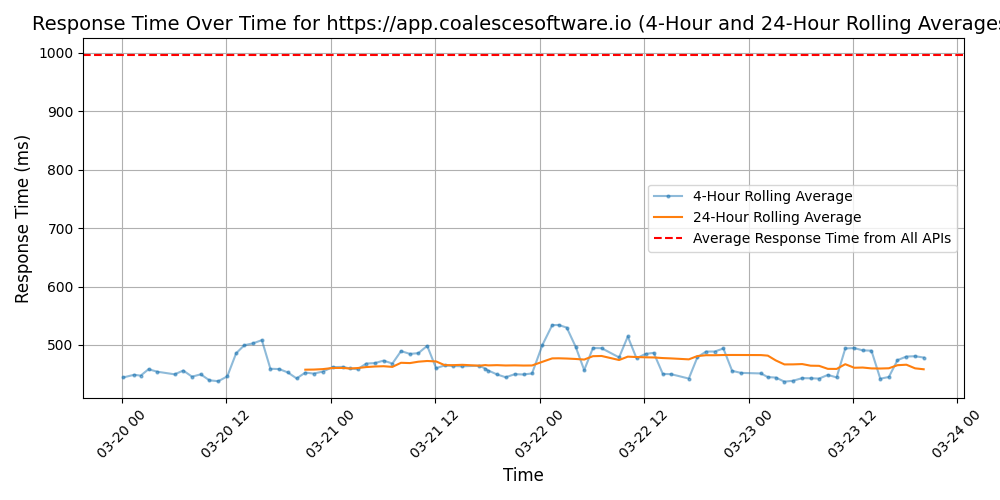 Response Time Over Time for https://app.coalescesoftware.io (4-Hour and 24-Hour Rolling Averages
1000
900
800
700
600
500
Response Time (ms)
4-Hour Rolling Average
24-Hour Rolling Average
Average Response Time from All APIs
03-20 00
03-20 12
03-21 00
03-21 12
03-22 00
03-22 12
03-23 00
03-23 12
03-24 00
Time